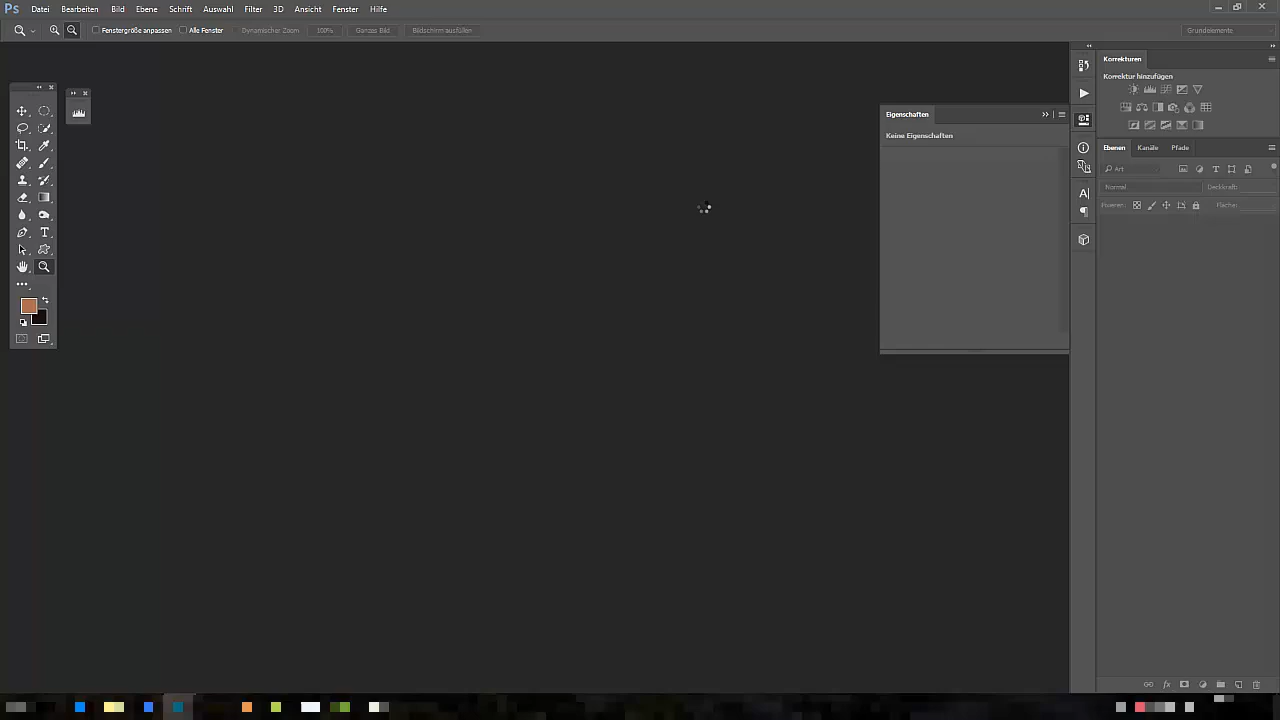 Ps Datei Bearbeiten Bild Ebene Schrift Auswahl Filter 3D Ansicht Fenster Hilfe
Fenstergröße anpassen Alle Fenster Dynamischer Zoom 100% Ganzes Bild Bildschirm ausfüllen Grundelemente
Korrekturen
Korrektur hinzufügen
Eigenschaften
Keine Eigenschaften
Ebenen Kanäle Pfade
Art
Normal Deckkraft:
Fixieren: Fläche: